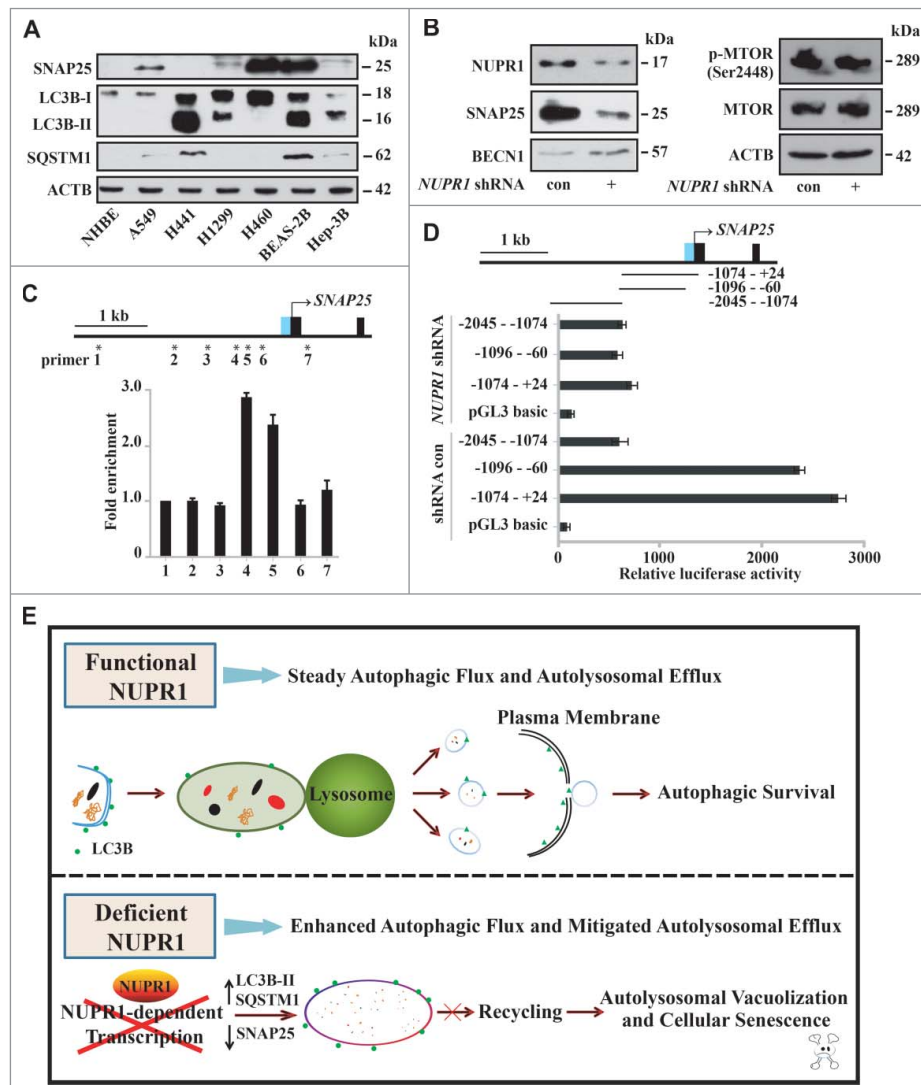 A
kDa
SNAP25
25
LC3B-I
18
LC3B-II
16
SQSTM1
62
ACTB
42
NHBE
A549
H441
H1299
H460
BEAS-2B
Hep-3B
B
kDa
NUPR1
17
SNAP25
25
BECN1
57
NUPR1 shRNA
con
+
kDa
p-MTOR
(Ser2448)
289
MTOR
289
ACTB
42
NUPR1 shRNA
con
+
C
SNAP25
1 kb
* * * * * * *
primer 1 2 3 4 5 6 7
Fold enrichment
3.0
2.0
1.0
0
1 2 3 4 5 6 7
D
1 kb
SNAP25
-1074 - +24
-1096 - -60
-2045 - -1074
NUPR1 shRNA
-2045 - -1074
-1096 - -60
-1074 - +24
pGL3 basic
shRNA con
-2045 - -1074
-1096 - -60
-1074 - +24
pGL3 basic
0 1000 2000 3000
Relative luciferase activity
E
Functional
NUPR1
Steady Autophagic Flux and Autolysosomal Efflux
Plasma Membrane
Lysosome
Autophagic Survival
LC3B
Deficient
NUPR1
Enhanced Autophagic Flux and Mitigated Autolysosomal Efflux
NUPR1
NUPR1-dependent
Transcription
LC3B-II
SQSTM1
SNAP25
Recycling
Autolysosomal Vacuolization
and Cellular Senescence